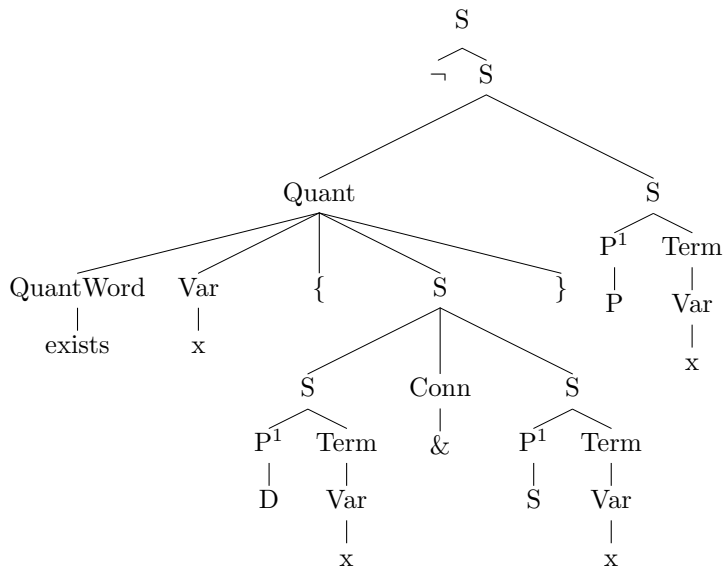 S
¬ S
Quant S
P¹ Term
QuantWord Var { S } P Var
exists x x
S Conn S
P¹ Term & P¹ Term
D Var S Var
x x